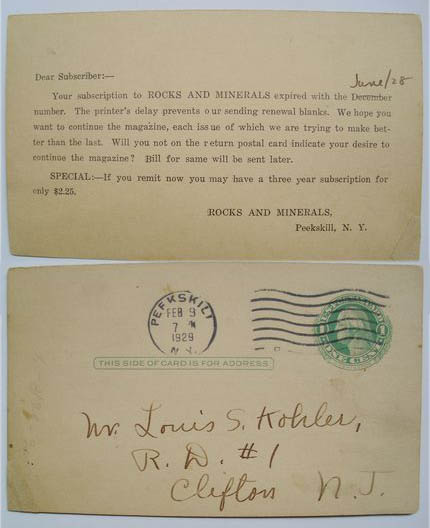 June/28
Dear Subscriber:—
Your subscription to ROCKS AND MINERALS expired with the December
number. The printer's delay prevents our sending renewal blanks. We hope you
want to continue the magazine, each issue of which we are trying to make bet-
ter than the last. Will you not on the return postal card indicate your desire to
continue the magazine? Bill for same will be sent later.
SPECIAL:—If you remit now you may have a three year subscription for
only $2.25.
ROCKS AND MINERALS,
Peekskill, N. Y.
PEEKSKILL
FEB 9
7
1929
N.Y.
1
1
THIS SIDE OF CARD IS FOR ADDRESS
Mr. Louis S. Kohler,
R. D. #1
Clifton N. J.